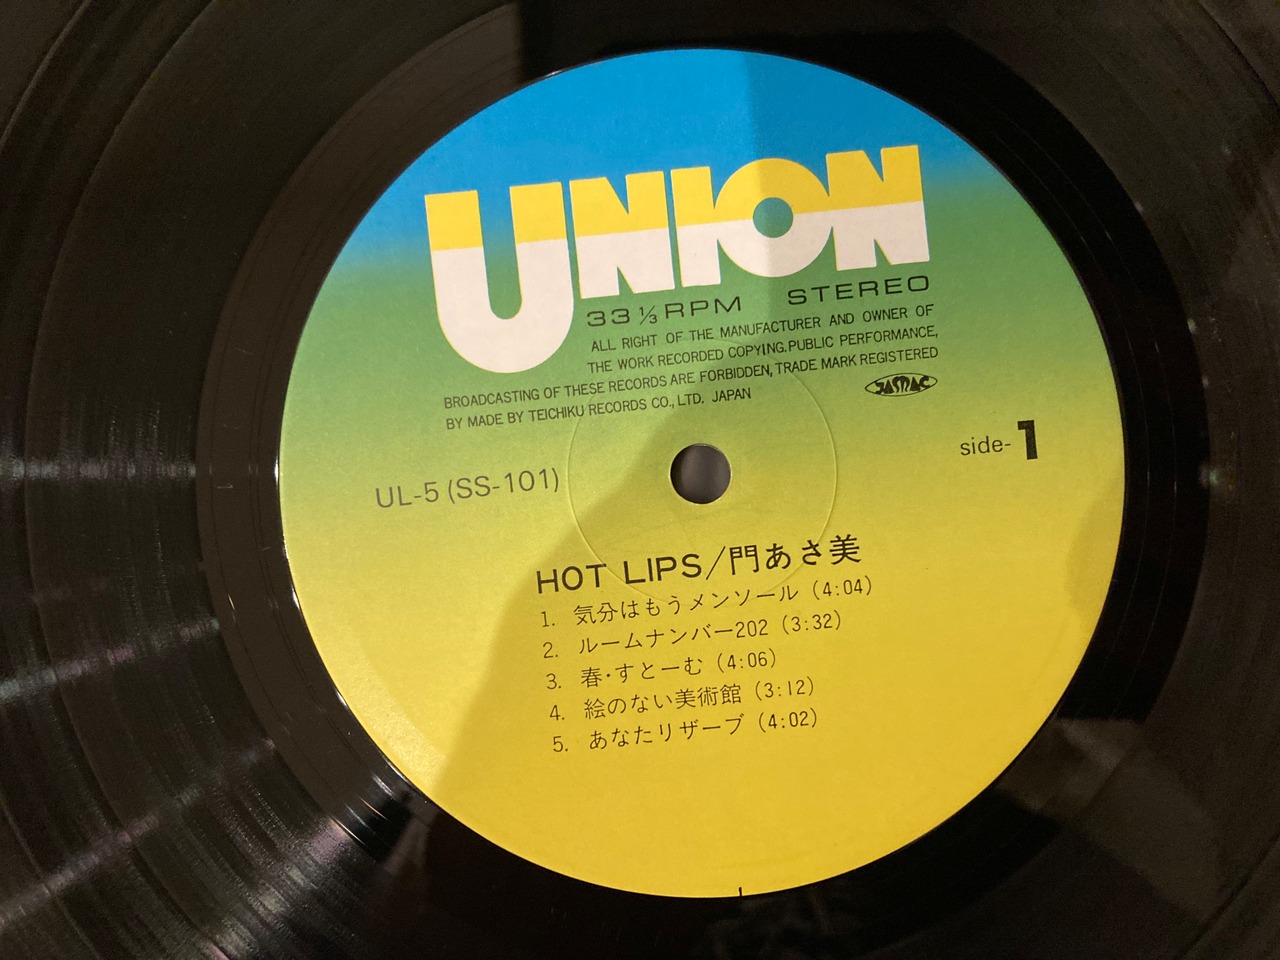 UNION
33 1/3 RPM STEREO
ALL RIGHT OF THE MANUFACTURER AND OWNER OF
THE WORK RECORDED COPYING.PUBLIC PERFORMANCE,
BROADCASTING OF THESE RECORDS ARE FORBIDDEN, TRADE MARK REGISTERED
BY MADE BY TEICHIKU RECORDS CO., LTD. JAPAN
JASRAC
UL-5 (SS-101)
side-1
HOT LIPS/門あさ美
1. 気分はもうメンソール (4:04)
2. ルームナンバー202 (3:32)
3. 春・すとーむ (4:06)
4. 絵のない美術館 (3:12)
5. あなたリザーブ (4:02)